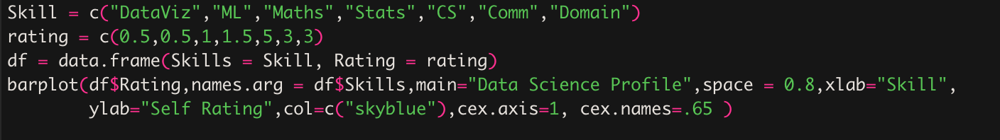 Skill = c("DataViz","ML","Maths","Stats","CS","Comm","Domain")
rating = c(0.5,0.5,1,1.5,5,3,3)
df = data.frame(Skills = Skill, Rating = rating)
barplot(df$Rating,names.arg = df$Skills,main="Data Science Profile",space = 0.8,xlab="Skill",
        ylab="Self Rating",col=c("skyblue"),cex.axis=1, cex.names=.65 )